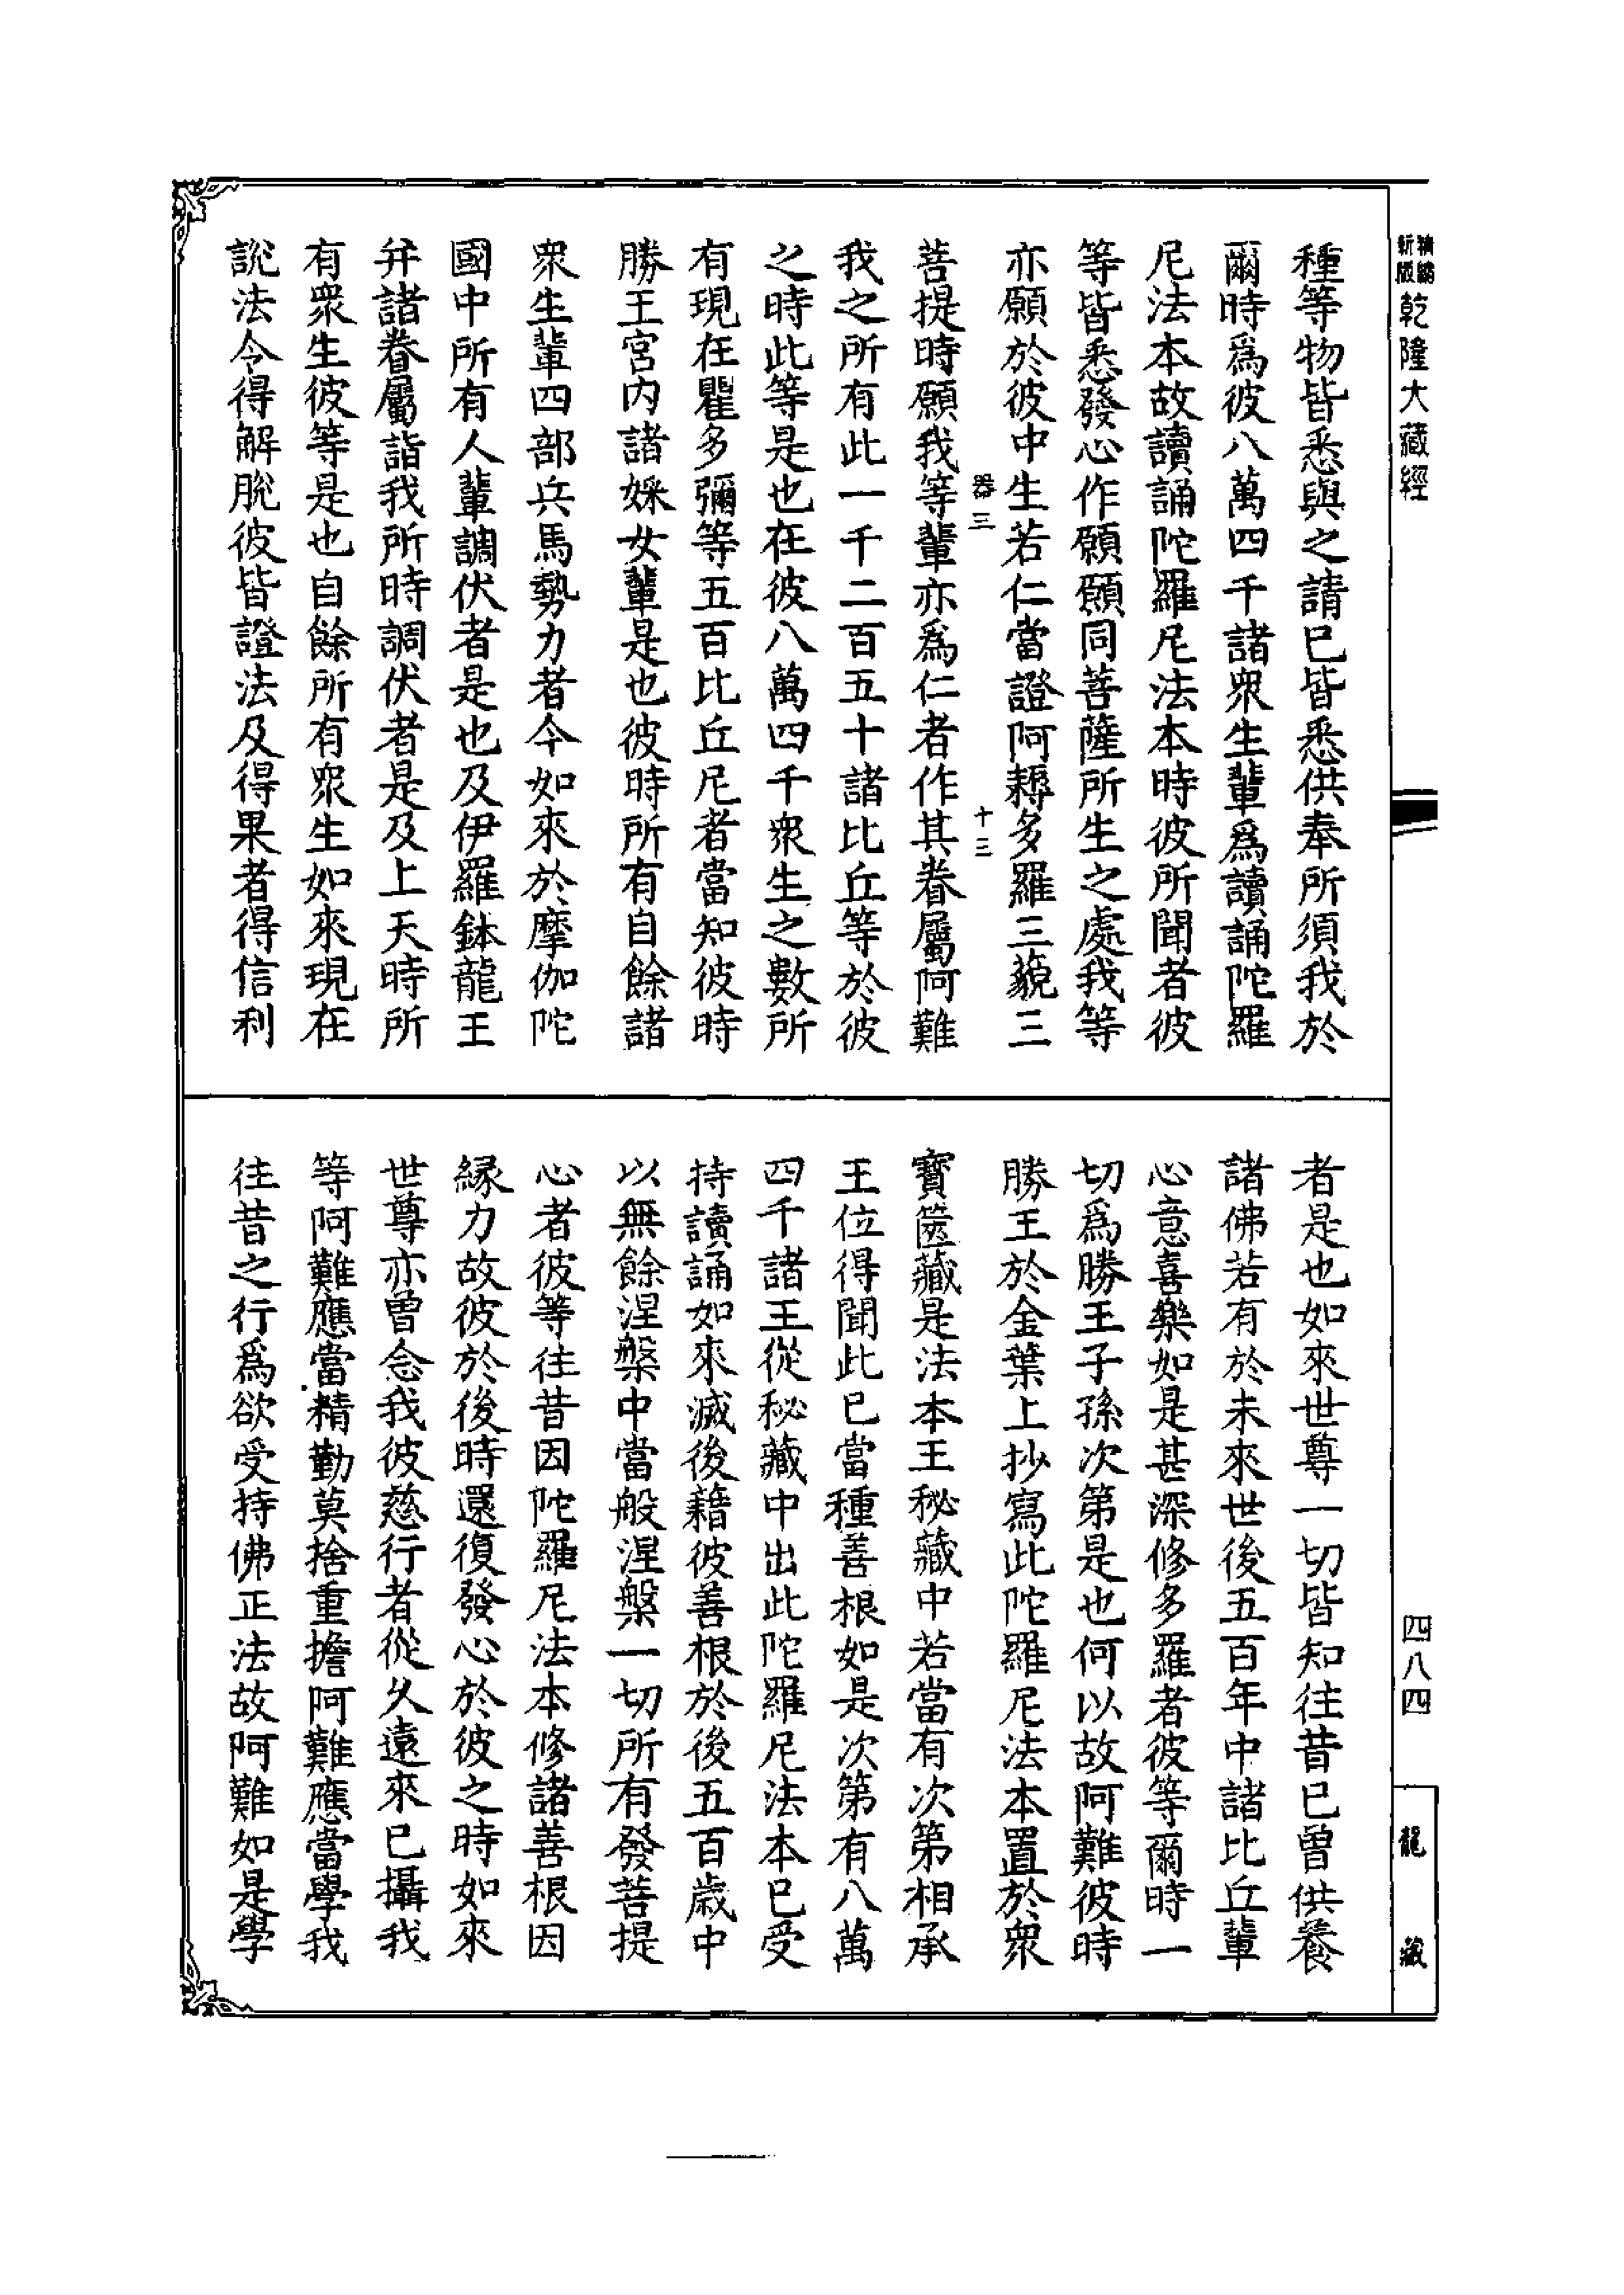 精編
新版
乾隆大藏經
種等物皆悉與之請已皆悉供奉所須我於
爾時爲彼八萬四千諸衆生輩爲讀誦陀羅
尼法本故讀誦陀羅尼法本時彼所聞者彼
等皆悉發心作願願同菩薩所生之處我等
亦願於彼中生若仁當證阿耨多羅三藐三
器三
十三
菩提時願我等輩亦爲仁者作其眷屬阿難
我之所有此一千二百五十諸比丘等於彼
之時此等是也在彼八萬四千衆生之數所
有現在瞿多彌等五百比丘尼者當知彼時
勝王宮內諸婇女輩是也彼時所有自餘諸
衆生輩四部兵馬勢力者今如來於摩伽陀
國中所有人輩調伏者是也及伊羅鉢龍王
并諸眷屬詣我所時調伏者是及上天時所
有衆生彼等是也自餘所有衆生如來現在
說法令得解脫彼皆證法及得果者得信利
者是也如來世尊一切皆知往昔已曾供養
諸佛若有於未來世後五百年中諸比丘輩
心意喜樂如是甚深修多羅者彼等爾時一
切爲勝王子孫次第是也何以故阿難彼時
勝王於金葉上抄寫此陀羅尼法本置於衆
寶篋藏是法本王秘藏中若當有次第相承
王位得聞此已當種善根如是次第有八萬
四千諸王從秘藏中出此陀羅尼法本已受
持讀誦如來滅後藉彼善根於後五百歲中
以無餘涅槃中當般涅槃一切所有發菩提
心者彼等往昔因陀羅尼法本修諸善根因
緣力故彼於後時還復發心於彼之時如來
世尊亦曾念我彼慈行者從久遠來已攝我
等阿難應當精勤莫捨重擔阿難應當學我
往昔之行爲欲受持佛正法故阿難如是學
四八四
龍藏